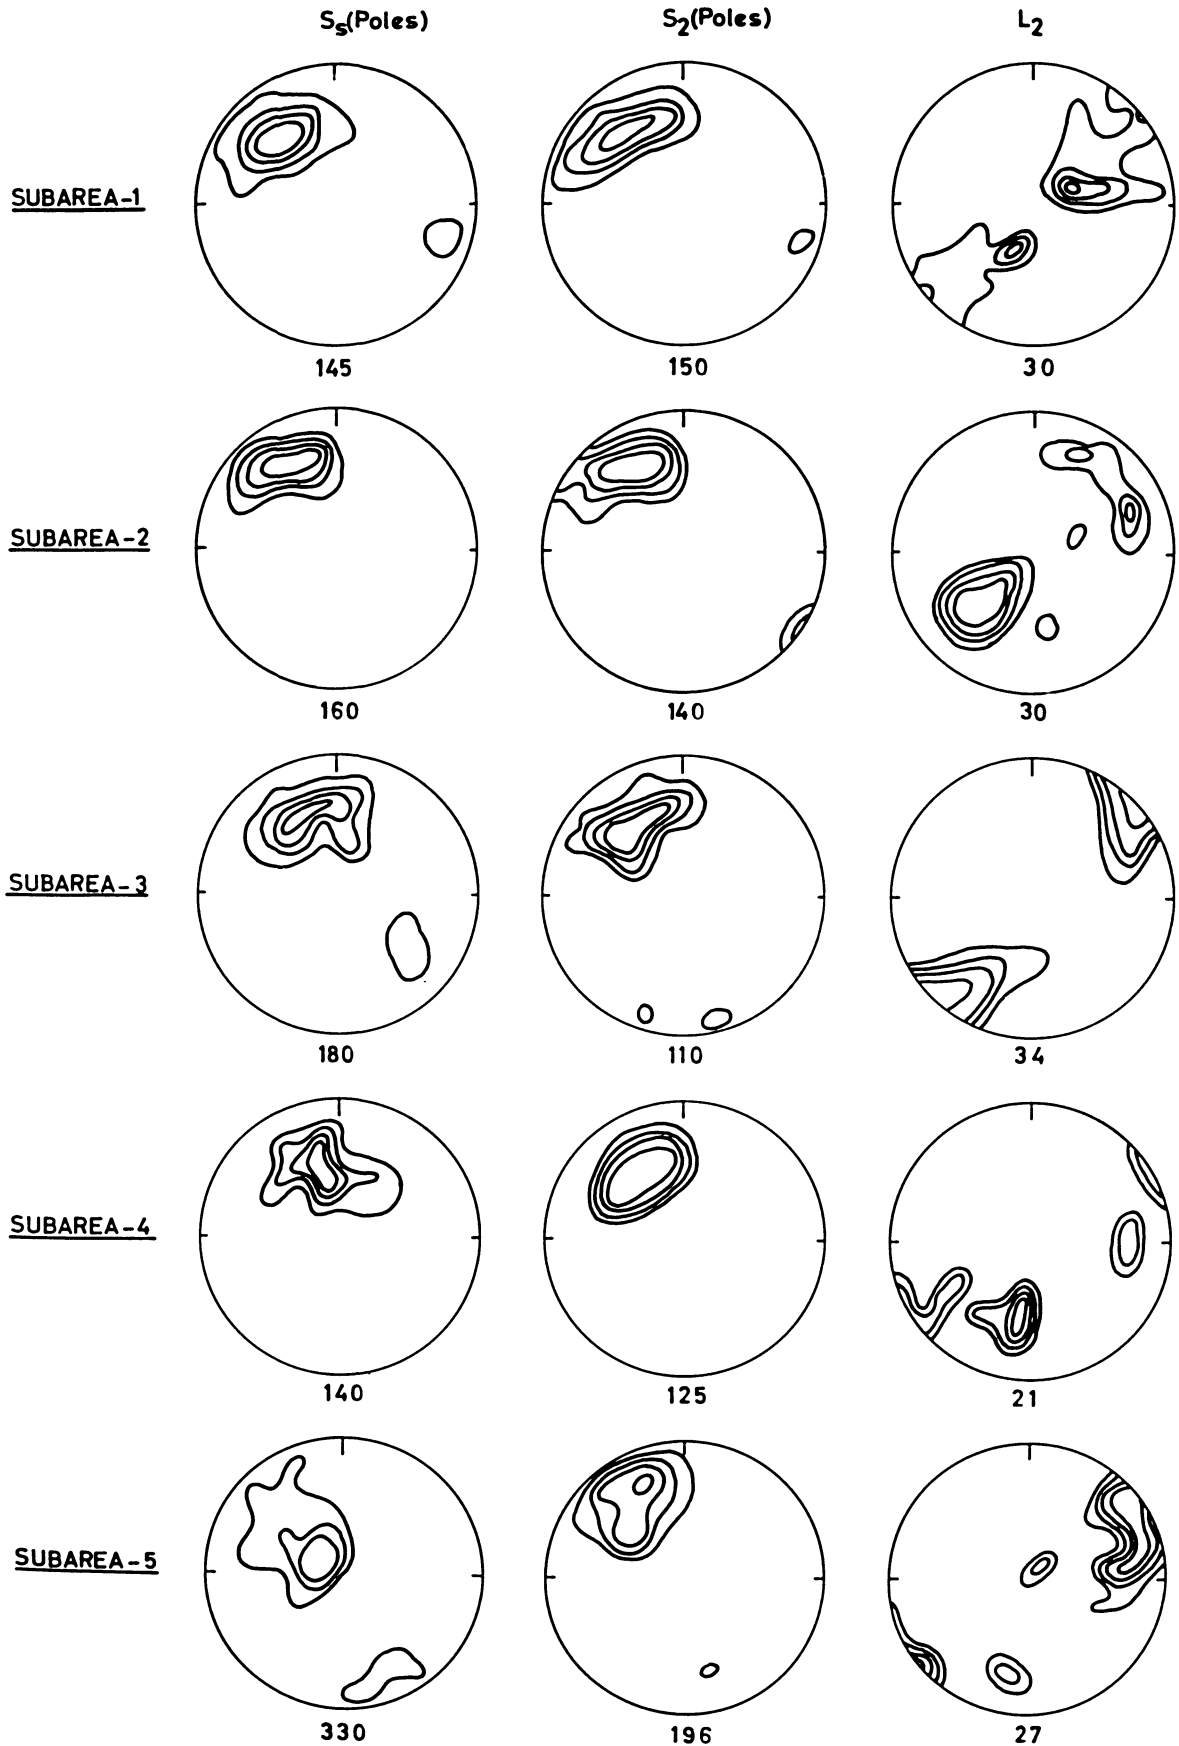 Ss(Poles) S2(Poles) L2
SUBAREA-1
145 150 30
SUBAREA-2
160 140 30
SUBAREA-3
180 110 34
SUBAREA-4
140 125 21
SUBAREA-5
330 196 27